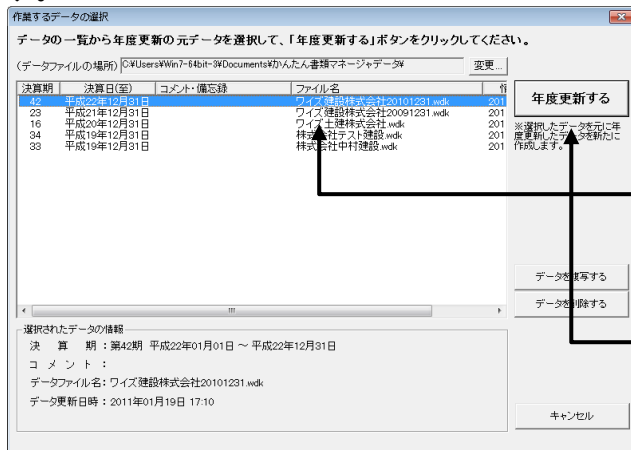 作業するデータの選択
データの一覧から年度更新の元データを選択して、「年度更新する」ボタンをクリックしてください。
(データファイルの場所) C:¥Users¥Win7-64bit-3¥Documents¥かんたん書類マネージャデータ¥ 変更...
決算期 決算日(至) コメント・備忘録 ファイル名
42 平成22年12月31日 ワイズ建設株式会社20101231.wdk 201
23 平成21年12月31日 ワイズ建設株式会社20091231.wdk 201
16 平成20年12月31日 ワイズ土建株式会社.wdk 201
34 平成19年12月31日 株式会社テスト建設.wdk 201
33 平成19年12月31日 株式会社中村建設.wdk 201
年度更新する
※選択したデータを元に年
度更新したデータを新たに
作成します。
データを複写する
データを削除する
選択されたデータの情報
決 算 期 : 第42期 平成22年01月01日 ～ 平成22年12月31日
コ メ ン ト :
データファイル名: ワイズ建設株式会社20101231.wdk
データ更新日時 : 2011年01月19日 17:10
キャンセル